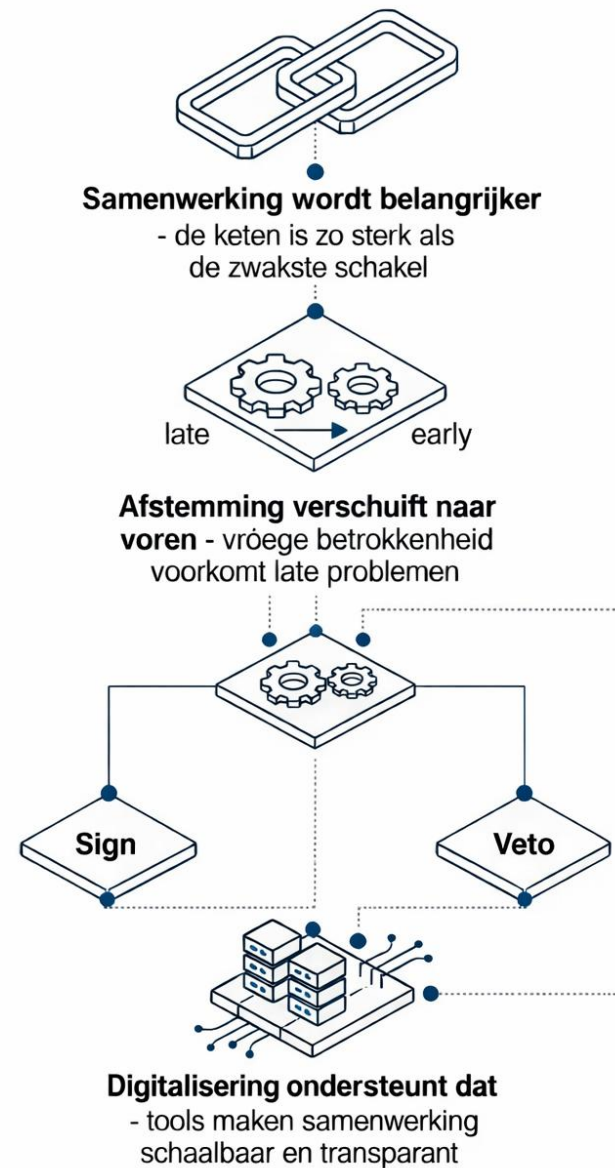 Samenwerking wordt belangrijker
- de keten is zo sterk als
de zwakste schakel
late
early
Afstemming verschuift naar
voren - vróege betrokkenheid
voorkomt late problemen
Sign
Veto
Digitalisering ondersteunt dat
- tools maken samenwerking
schaalbaar en transparant